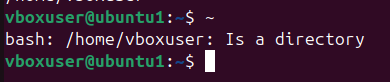 vboxuser@ubuntu1:~$ ~
bash: /home/vboxuser: Is a directory
vboxuser@ubuntu1:~$